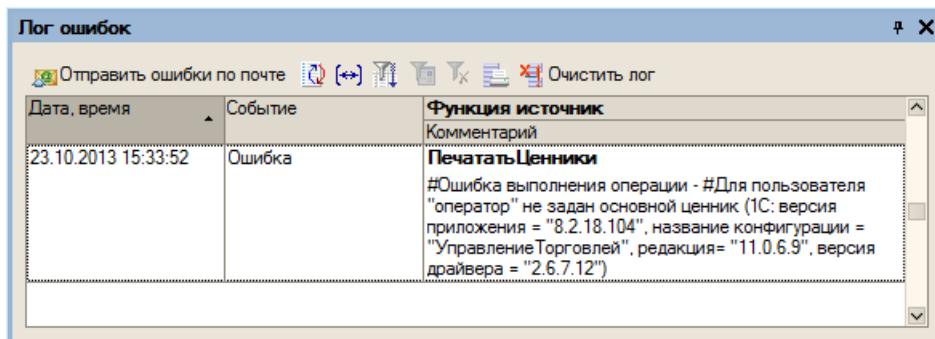 Лог ошибок
Отправить ошибки по почте Очистить лог
Дата, время Событие Функция источник
Комментарий
23.10.2013 15:33:52 Ошибка ПечататьЦенники
#Ошибка выполнения операции - #Для пользователя
"оператор" не задан основной ценник (1С: версия
приложения = "8.2.18.104", название конфигурации =
"УправлениеТорговлей", редакция= "11.0.6.9", версия
драйвера = "2.6.7.12")